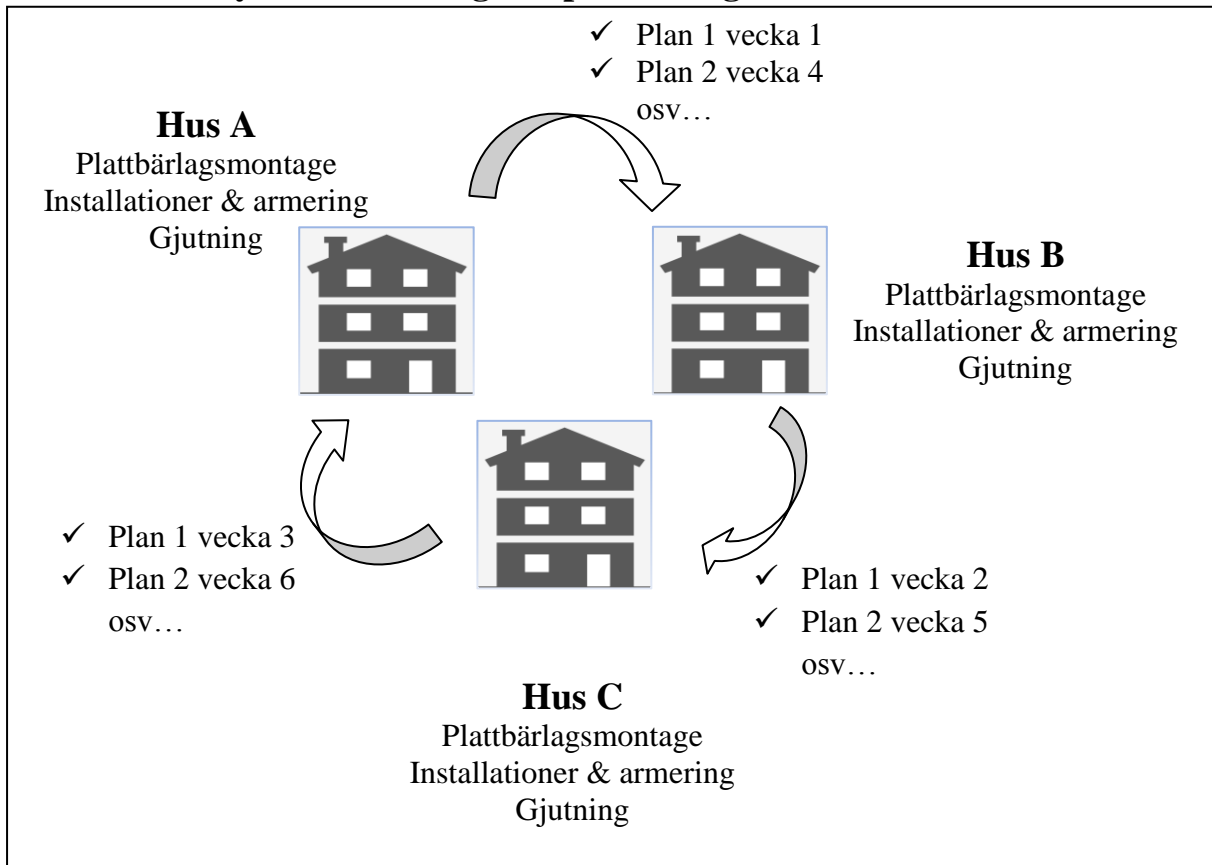 ✓ Plan 1 vecka 1
✓ Plan 2 vecka 4
osv…
Hus A
Plattbärlagsmontage
Installationer & armering
Gjutning
Hus B
Plattbärlagsmontage
Installationer & armering
Gjutning
✓ Plan 1 vecka 3
✓ Plan 2 vecka 6
osv…
✓ Plan 1 vecka 2
✓ Plan 2 vecka 5
osv…
Hus C
Plattbärlagsmontage
Installationer & armering
Gjutning